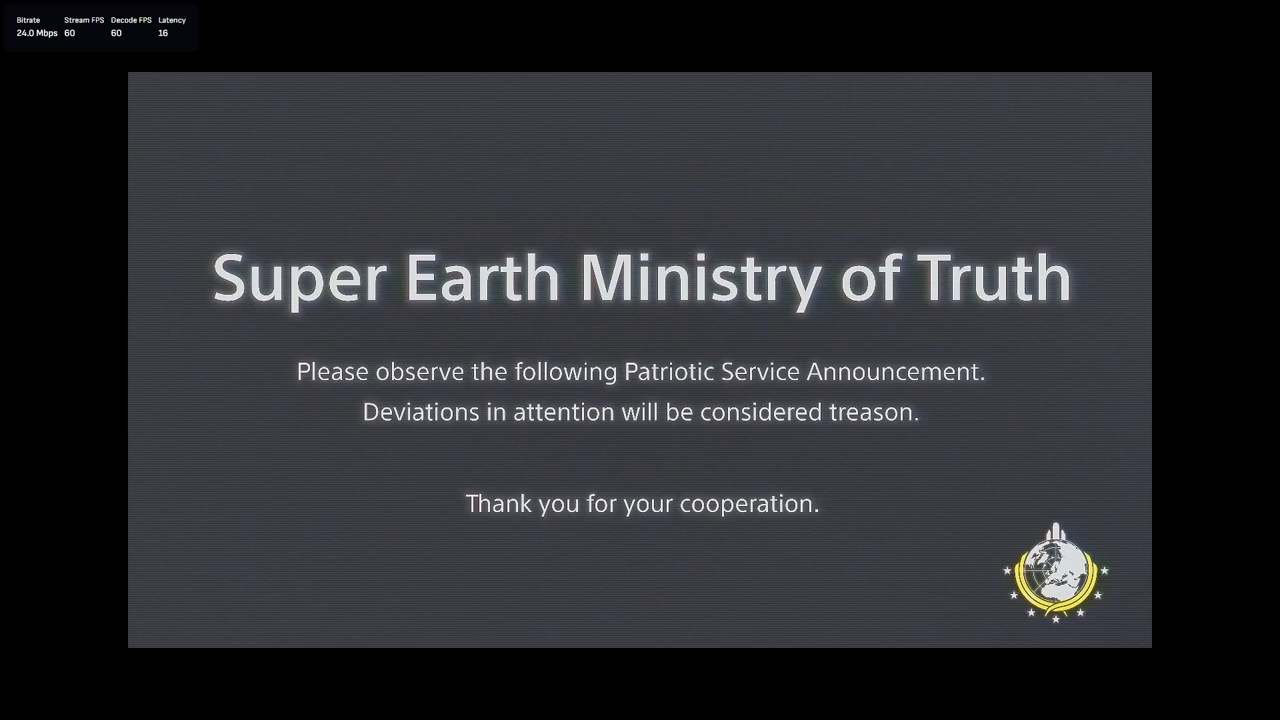 Bitrate Stream FPS Decode FPS Latency
24.0 Mbps 60 60 16
Super Earth Ministry of Truth
Please observe the following Patriotic Service Announcement.
Deviations in attention will be considered treason.
Thank you for your cooperation.